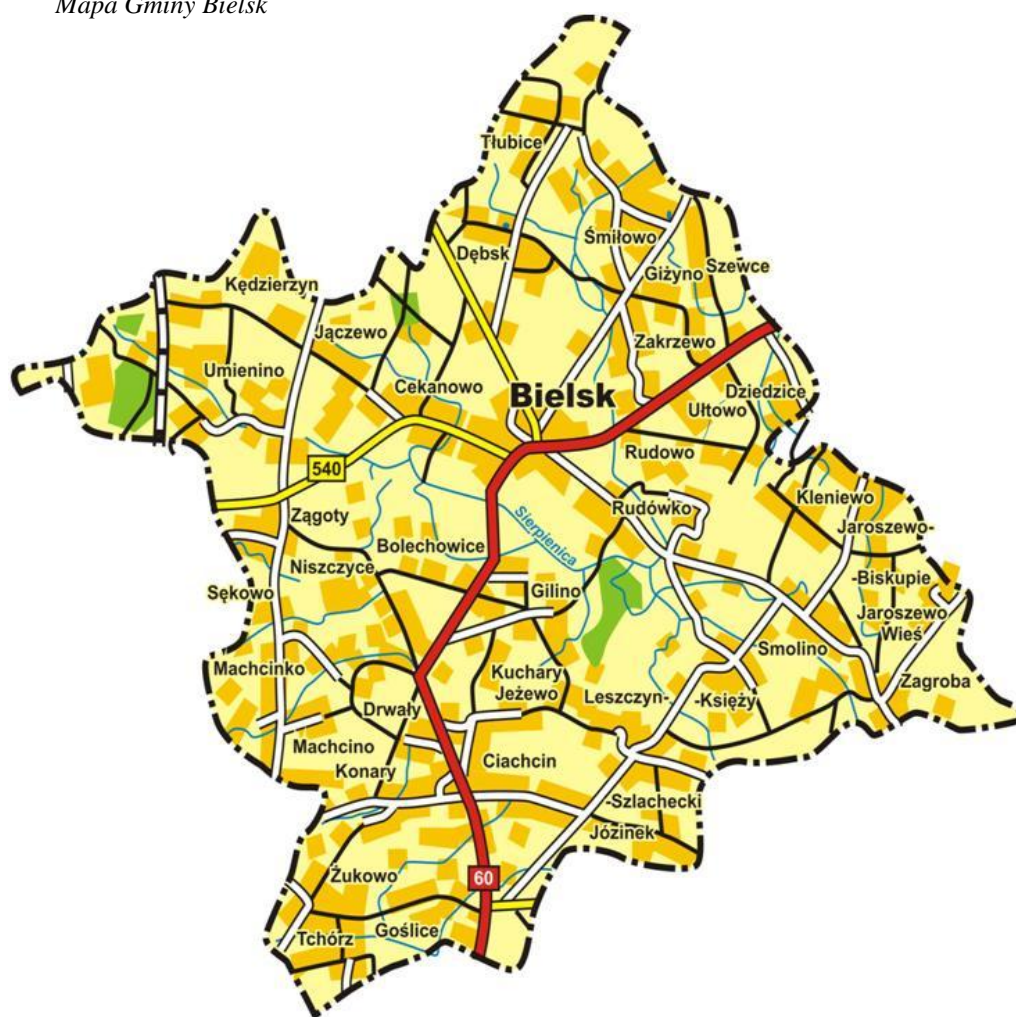 Mapa Gminy Bielsk
Tłubice
Śmiłowo
Dębsk
Giżyno
Szewce
Kędzierzyn
Jączewo
Zakrzewo
Umienino
Cekanowo
Bielsk
Dziedzice
Ułtowo
Rudowo
540
Kleniewo
Zągoty
Rudówko
Jaroszewo-
Sierpienica
Bolechowice
Niszczyce
-Biskupie
Sękowo
Gilino
Jaroszewo
Wieś
Smolino
Machcinko
Kuchary
Jeżewo
Leszczyn-
-Księży
Zagroba
Drwały
Machcino
Konary
Ciachcin
-Szlachecki
Józinek
Żukowo
60
Tchórz
Goślice